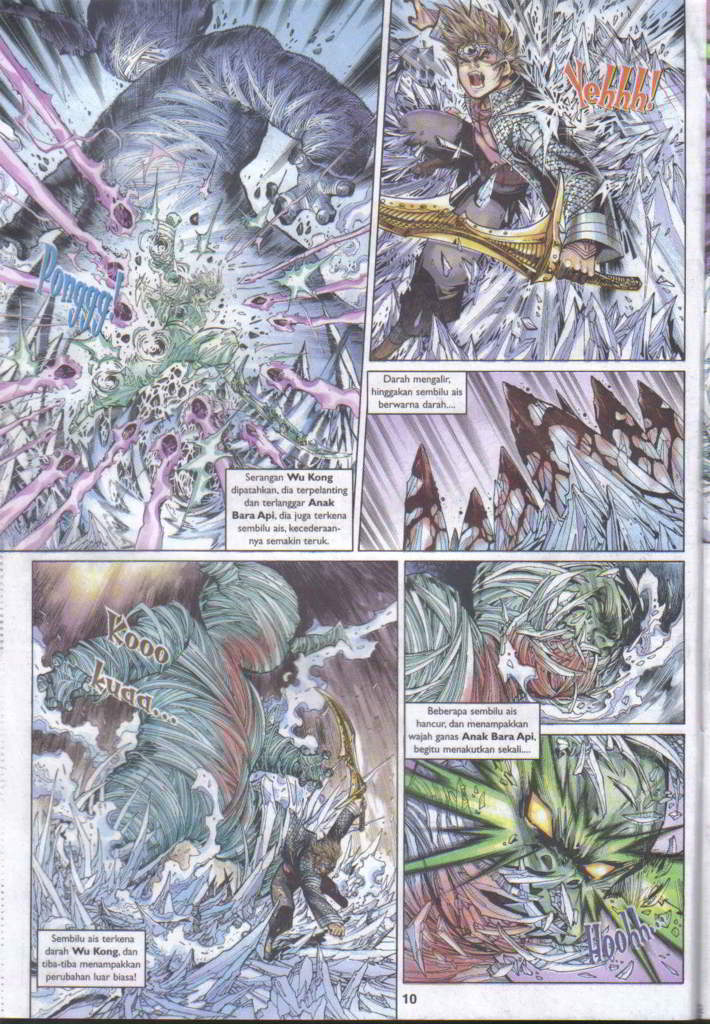 Ponggg!
Serangan Wu Kong
dipatahkan, dia terpelanting
dan terlanggar Anak
Bara Api, dia juga terkena
sembilu ais, kecederaan-
nya semakin teruk.
Yehhh!
Darah mengalir,
hinggakan sembilu ais
berwarna darah....
Kooo
Luaa...
Sembilu ais terkena
darah Wu Kong, dan
tiba-tiba menampakkan
perubahan luar biasa!
Beberapa sembilu ais
hancur, dan menampakkan
wajah ganas Anak Bara Api,
begitu menakutkan sekali....
Hoohh..
10